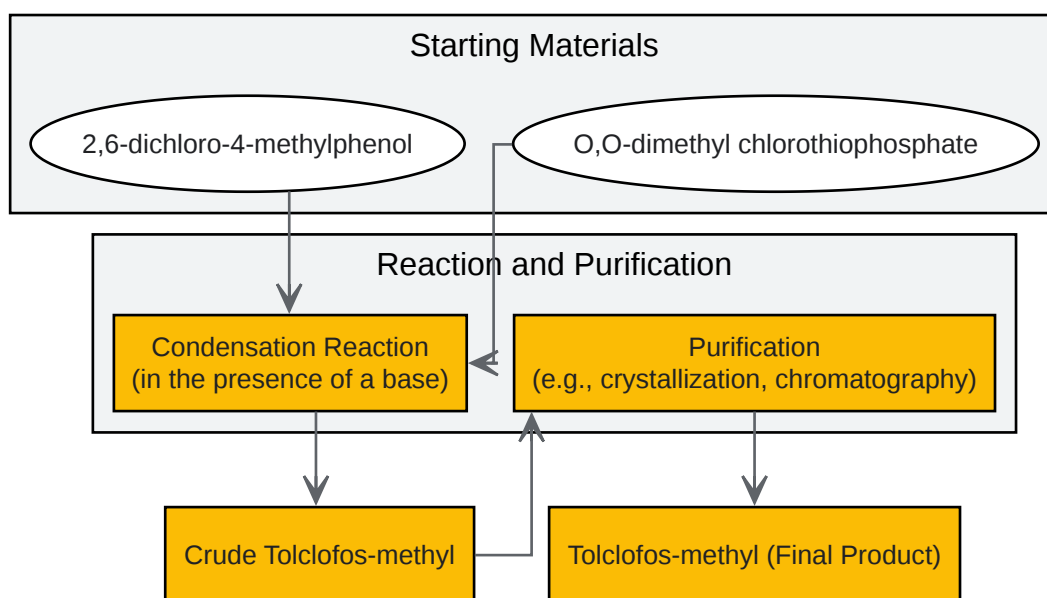 Starting Materials
2,6-dichloro-4-methylphenol
O,O-dimethyl chlorothiophosphate
Reaction and Purification
Condensation Reaction
(in the presence of a base)
Purification
(e.g., crystallization, chromatography)
Crude Tolclofos-methyl
Tolclofos-methyl (Final Product)